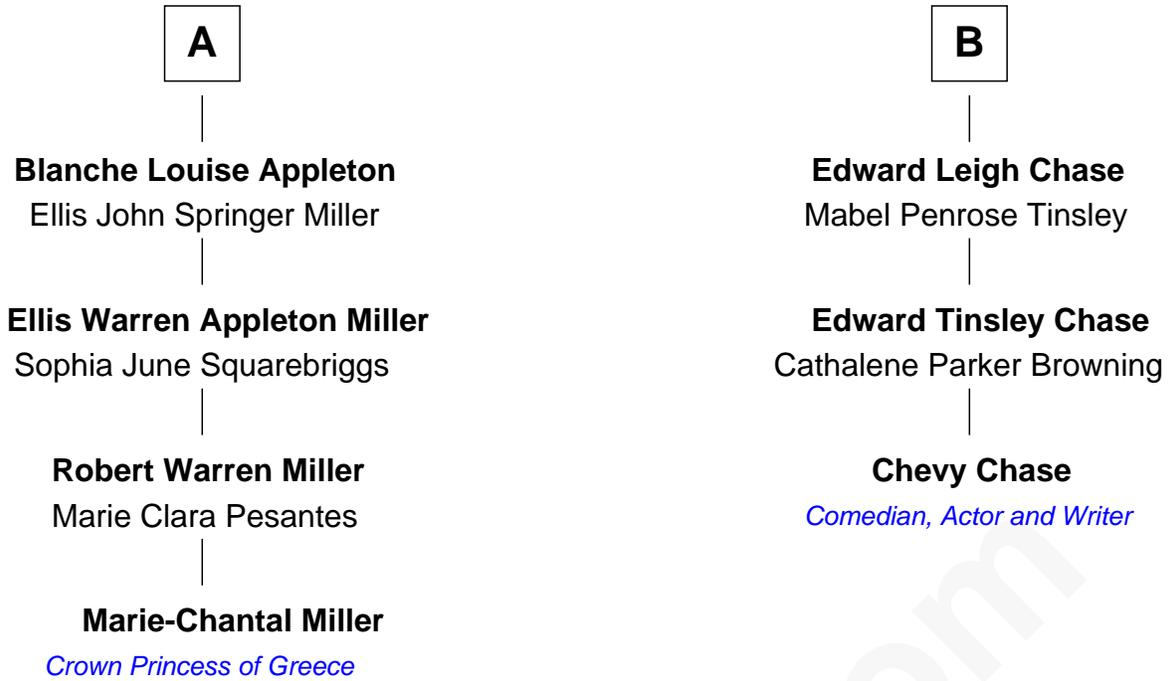 A
Blanche Louise Appleton
Ellis John Springer Miller
Ellis Warren Appleton Miller
Sophia June Squarebriggs
Robert Warren Miller
Marie Clara Pesantes
Marie-Chantal Miller
Crown Princess of Greece
B
Edward Leigh Chase
Mabel Penrose Tinsley
Edward Tinsley Chase
Cathalene Parker Browning
Chevy Chase
Comedian, Actor and Writer
om